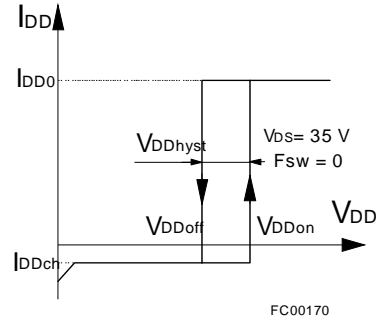 IDD
IDD0
VDDhyst
VDS= 35 V
Fsw = 0
VDDoff
VDDon
VDD
IDDch
FC00170